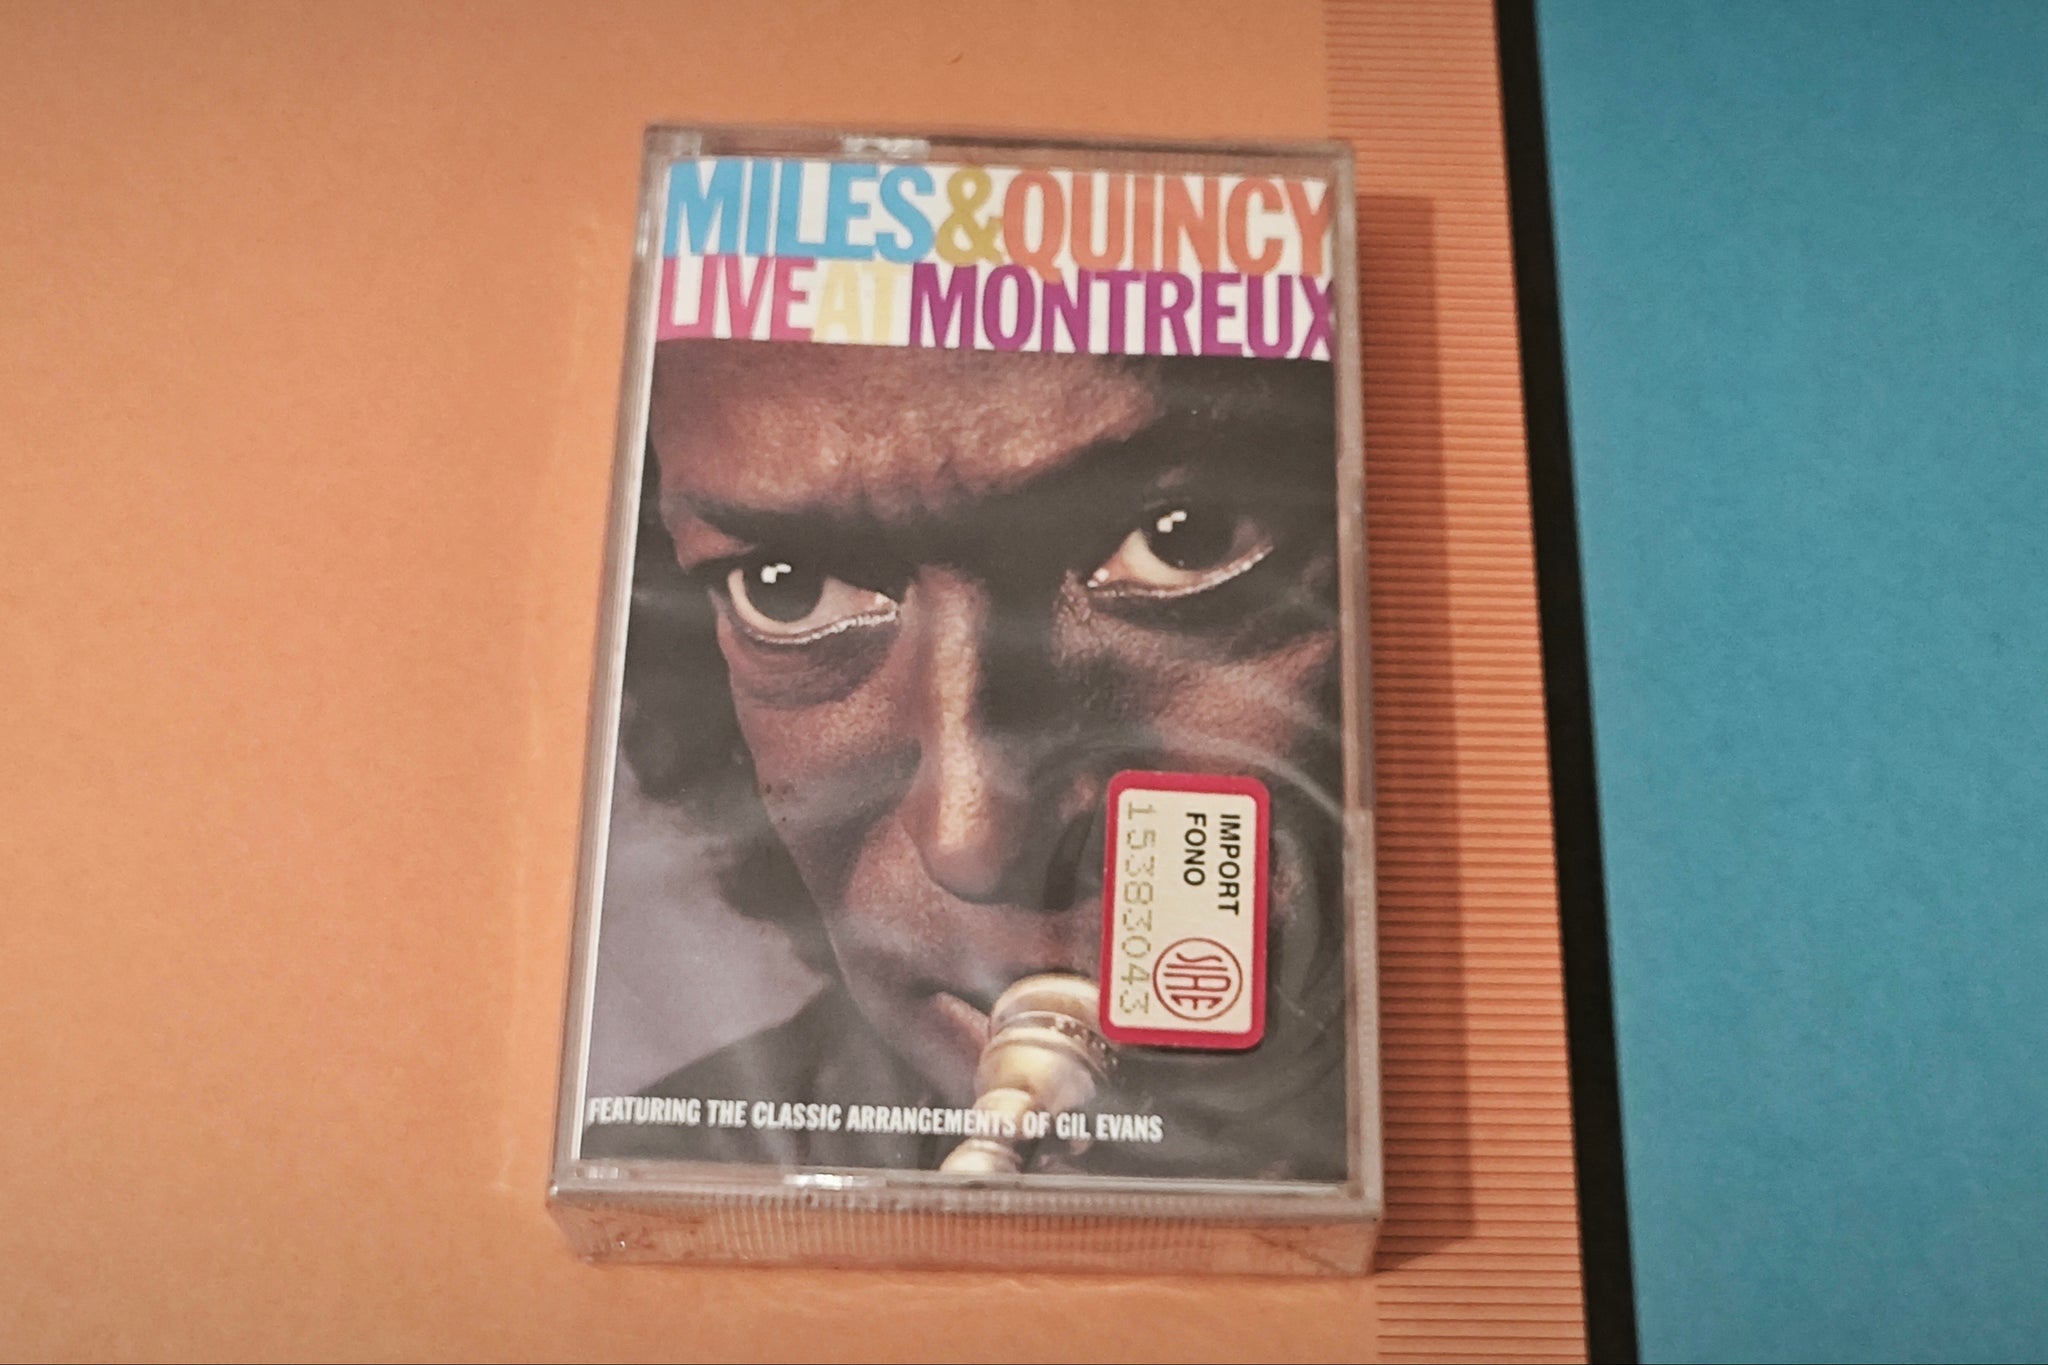 MILES & QUINCY
LIVE AT MONTREUX
IMPORT
FONO
15383043
SIAE
FEATURING THE CLASSIC ARRANGEMENTS OF GIL EVANS